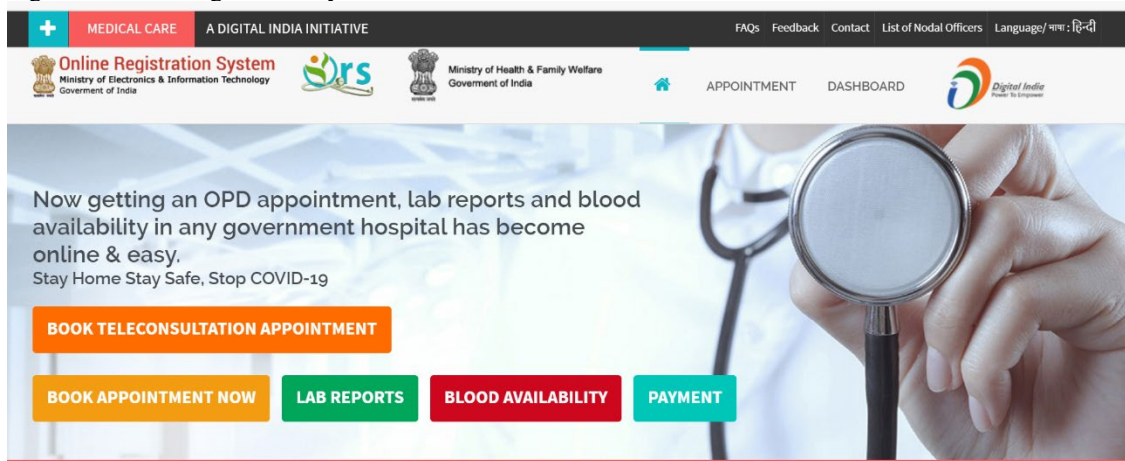 MEDICAL CARE A DIGITAL INDIA INITIATIVE FAQs Feedback Contact List of Nodal Officers Language/ भाषा : हिन्दी
Online Registration System
Ministry of Electronics & Information Technology
Goverment of India
Ors
Ministry of Health & Family Welfare
Goverment of India
APPOINTMENT DASHBOARD
Digital India
Power To Empower
Now getting an OPD appointment, lab reports and blood
availability in any government hospital has become
online & easy.
Stay Home Stay Safe, Stop COVID-19
BOOK TELECONSULTATION APPOINTMENT
BOOK APPOINTMENT NOW LAB REPORTS BLOOD AVAILABILITY PAYMENT